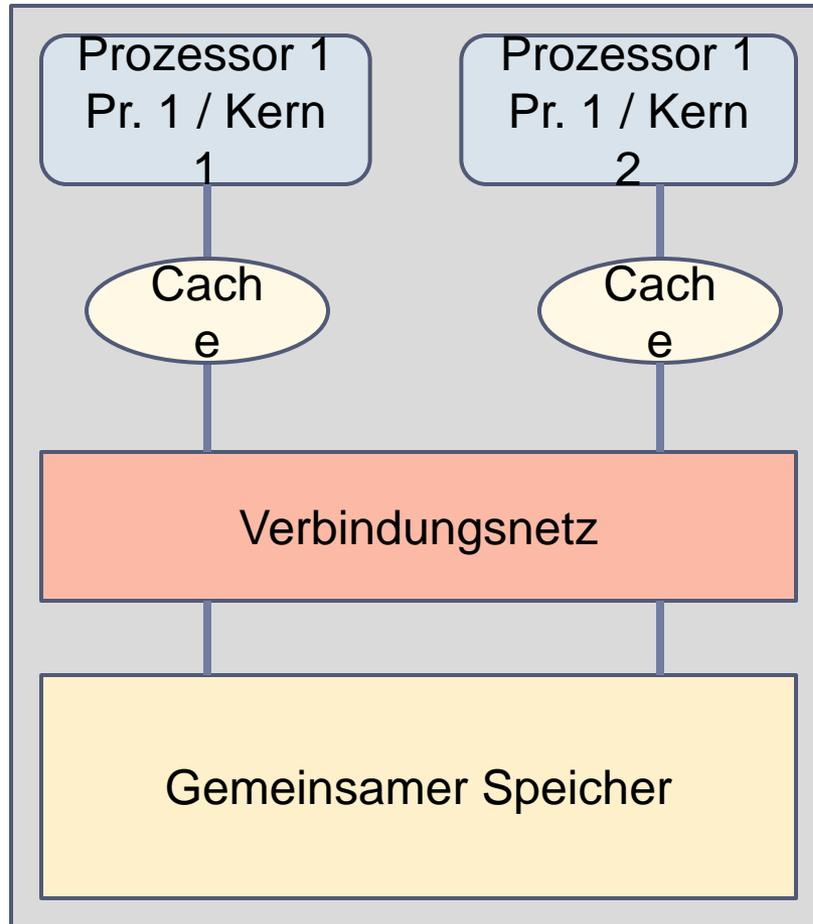 Prozessor 1
Pr. 1 / Kern
1
Prozessor 1
Pr. 1 / Kern
2
Cach
e
Cach
e
Verbindungsnetz
Gemeinsamer Speicher